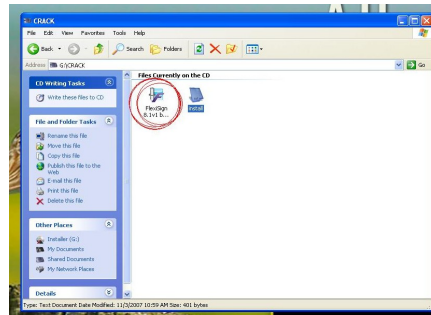 CRACK
File Edit View Favorites Tools Help
Back Search Folders
Address G:\CRACK Go
CD Writing Tasks
Write these files to CD
File and Folder Tasks
Rename this file
Move this file
Copy this file
Publish this file to the
Web
E-mail this file
Print this file
Delete this file
Other Places
Installer (G:)
My Documents
Shared Documents
My Network Places
Details
Files Currently on the CD
FlexiSign
8.1v1 b...
install
Type: Text Document Date Modified: 11/3/2007 10:59 AM Size: 401 bytes